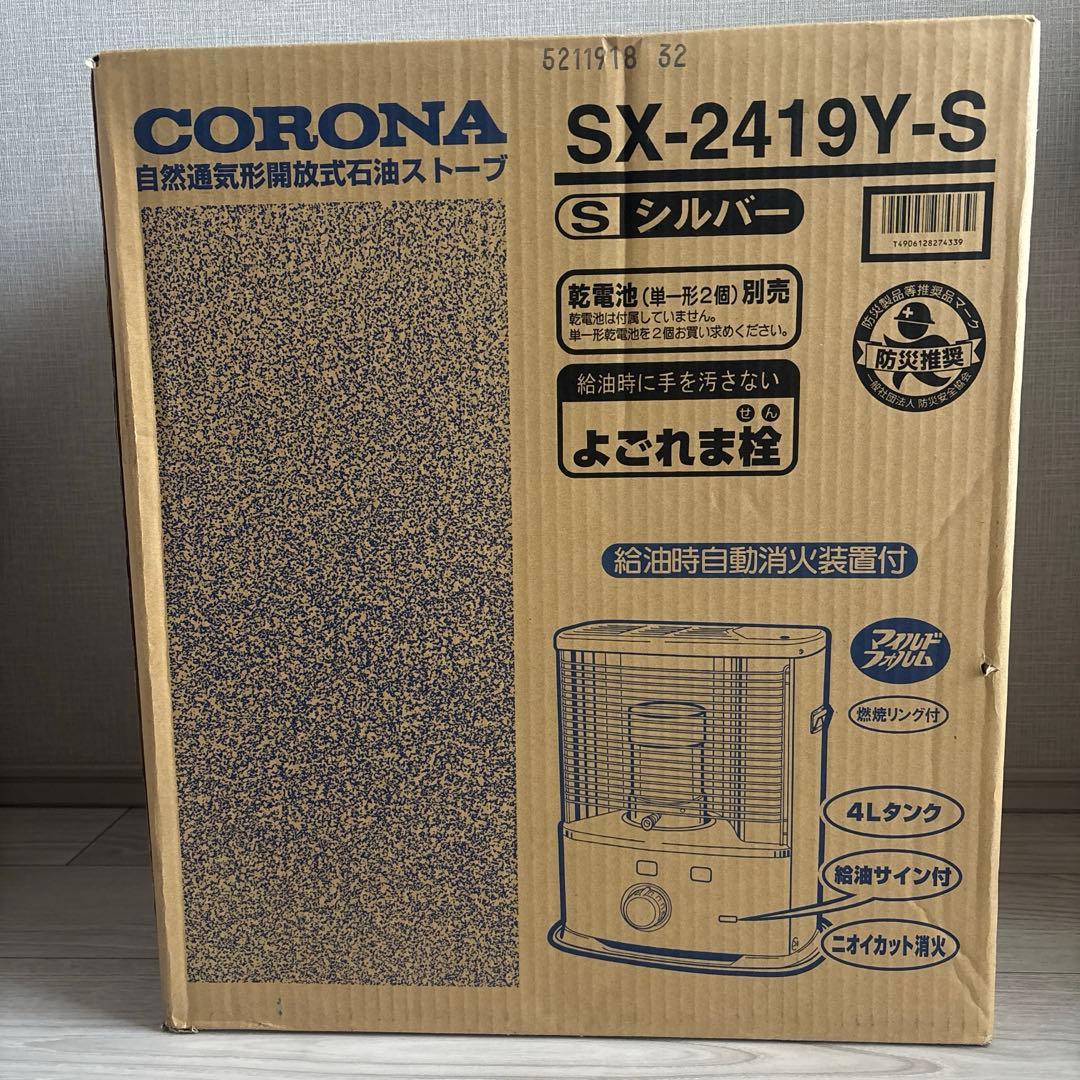 5211918 32
CORONA
自然通気形開放式石油ストーブ
SX-2419Y-S
S シルバー
T4906128274339
乾電池(単一形2個)別売
乾電池は付属していません。
単一形乾電池を2個お買い求めください。
防災製品等推奨品マーク
防災推奨
一般社団法人 防災安全協会
給油時に手を汚さない
よごれま栓
せん
給油時自動消火装置付
マイルド
フォルム
燃焼リング付
4Lタンク
給油サイン付
ニオイカット消火